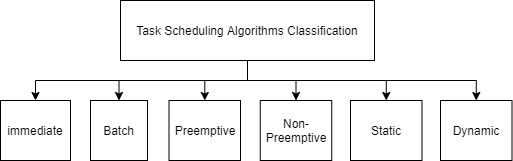 Task Scheduling Algorithms Classification
immediate
Batch
Preemptive
Non-
Preemptive
Static
Dynamic